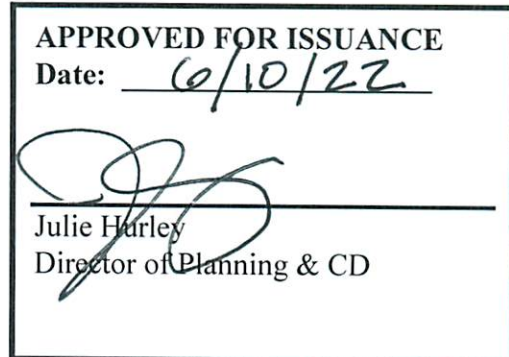 APPROVED FOR ISSUANCE
Date: 6/10/22
Julie Hurley
Director of Planning & CD